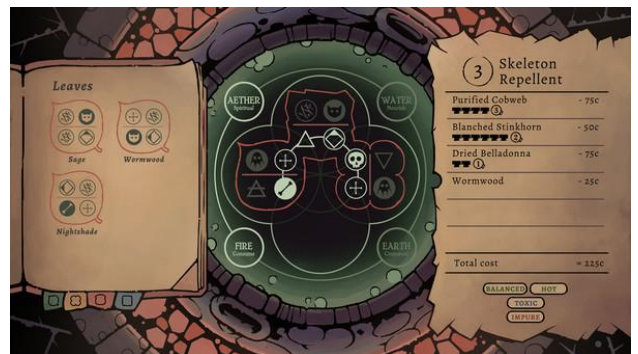 Leaves
Sage
Wormwood
Nightshade
AETHER
Spiritual
WATER
FIRE
EARTH
3 Skeleton
Repellent
Purified Cobweb - 75c
3
Blanched Stinkhorn - 50c
2
Dried Belladonna - 75c
1
Wormwood - 25c
Total cost = 225c
BALANCED HOT
TOXIC
IMPURE